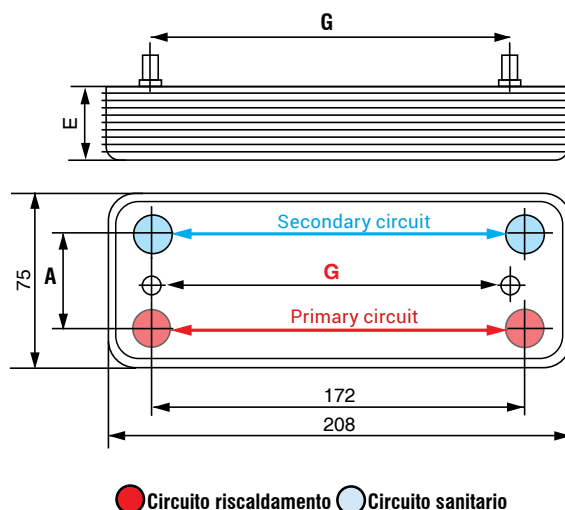 G
E
Secondary circuit
75
A
G
Primary circuit
172
208
Circuito riscaldamento Circuito sanitario